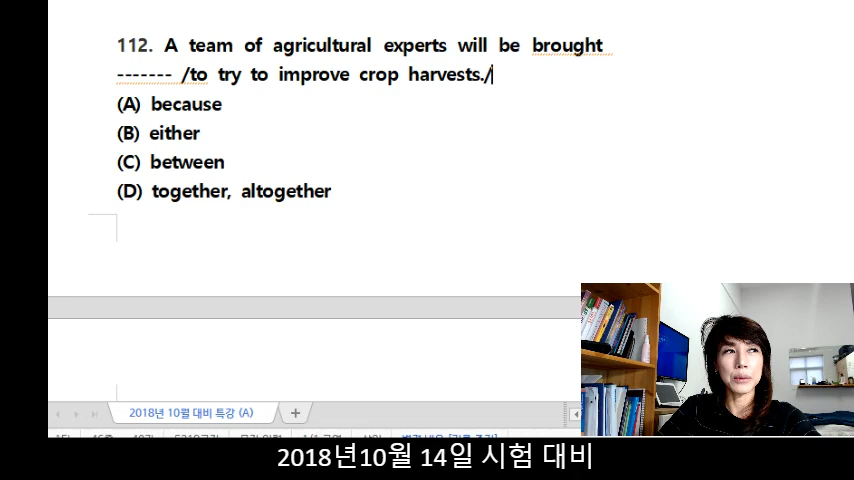 112. A team of agricultural experts will be brought
------- /to try to improve crop harvests./
(A) because
(B) either
(C) between
(D) together, altogether
2018년 10월 대비 특강 (A)
2018년10월 14일 시험 대비